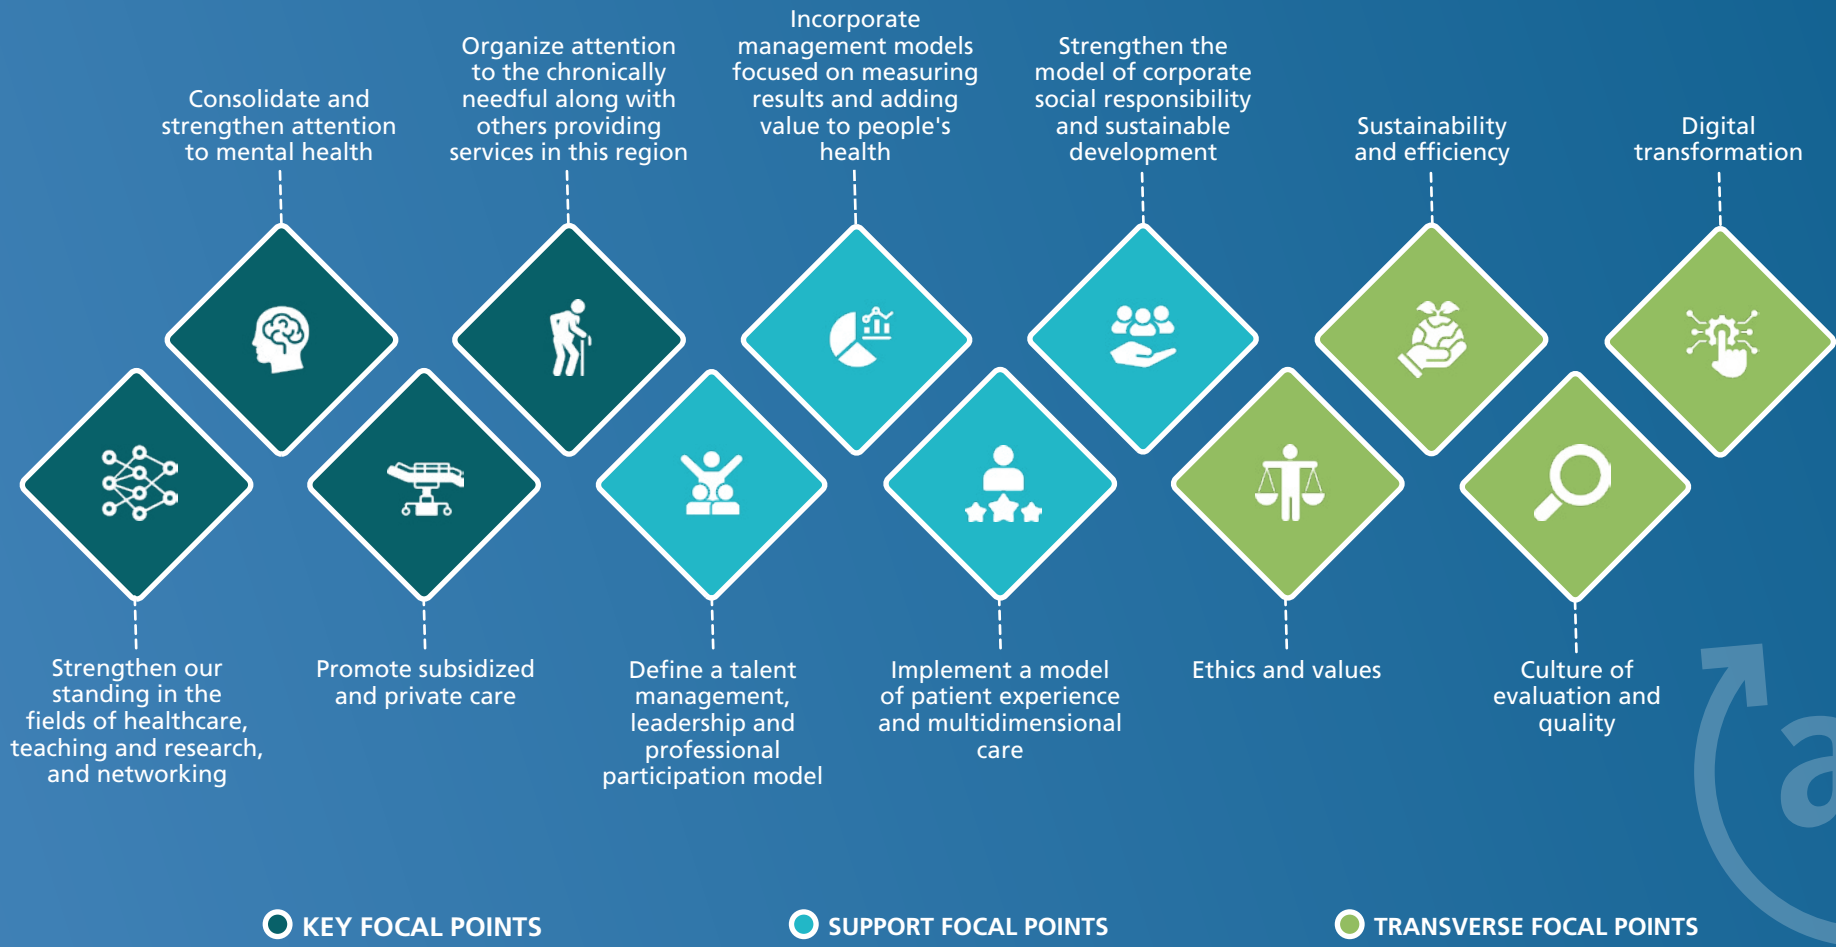 Consolidate and
strengthen attention
to mental health
Organize attention
to the chronically
needful along with
others providing
services in this region
Incorporate
management models
focused on measuring
results and adding
value to people's
health
Strengthen the
model of corporate
social responsibility
and sustainable
development
Sustainability
and efficiency
Digital
transformation
Strengthen our
standing in the
fields of healthcare,
teaching and research,
and networking
Promote subsidized
and private care
Define a talent
management,
leadership and
professional
participation model
Implement a model
of patient experience
and multidimensional
care
Ethics and values
Culture of
evaluation and
quality
a
KEY FOCAL POINTS
SUPPORT FOCAL POINTS
TRANSVERSE FOCAL POINTS